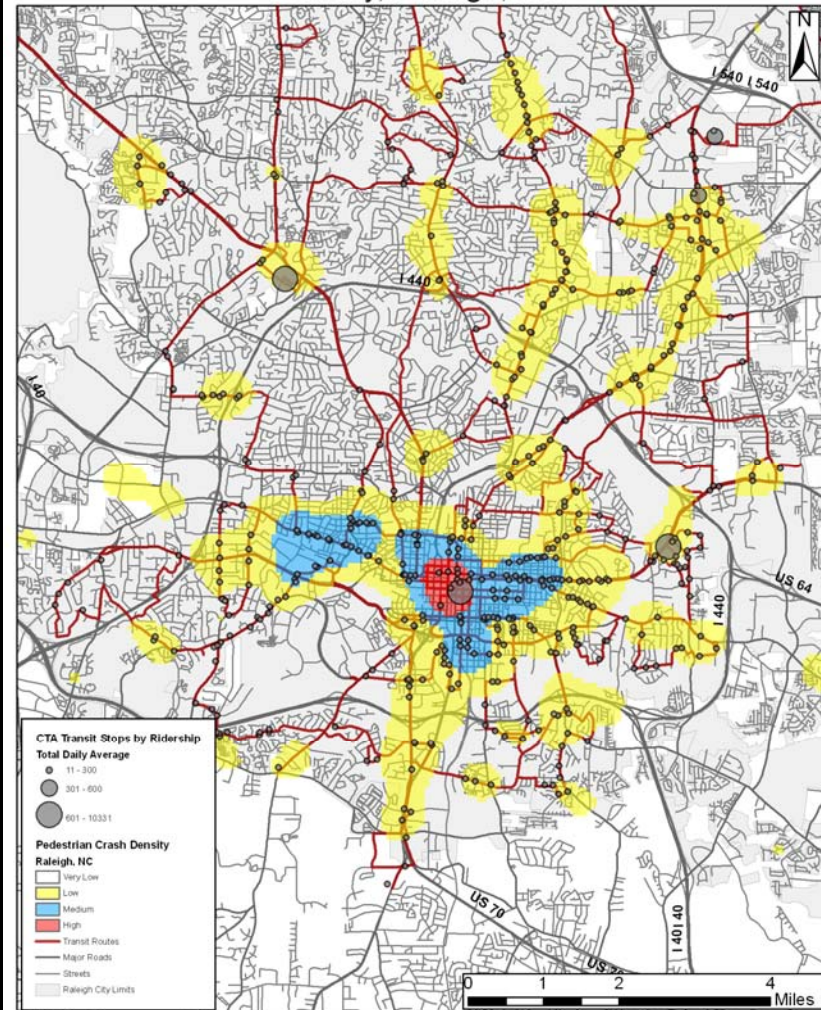 N
I 540 I 540
I 440
I 40
US 64
I 440
CTA Transit Stops by Ridership
Total Daily Average
11 - 300
301 - 600
601 - 10331
Pedestrian Crash Density
Raleigh, NC
Very Low
Low
Medium
High
Transit Routes
Major Roads
Streets
Raleigh City Limits
US 70
I 40 I 40
0 1 2 4
Miles